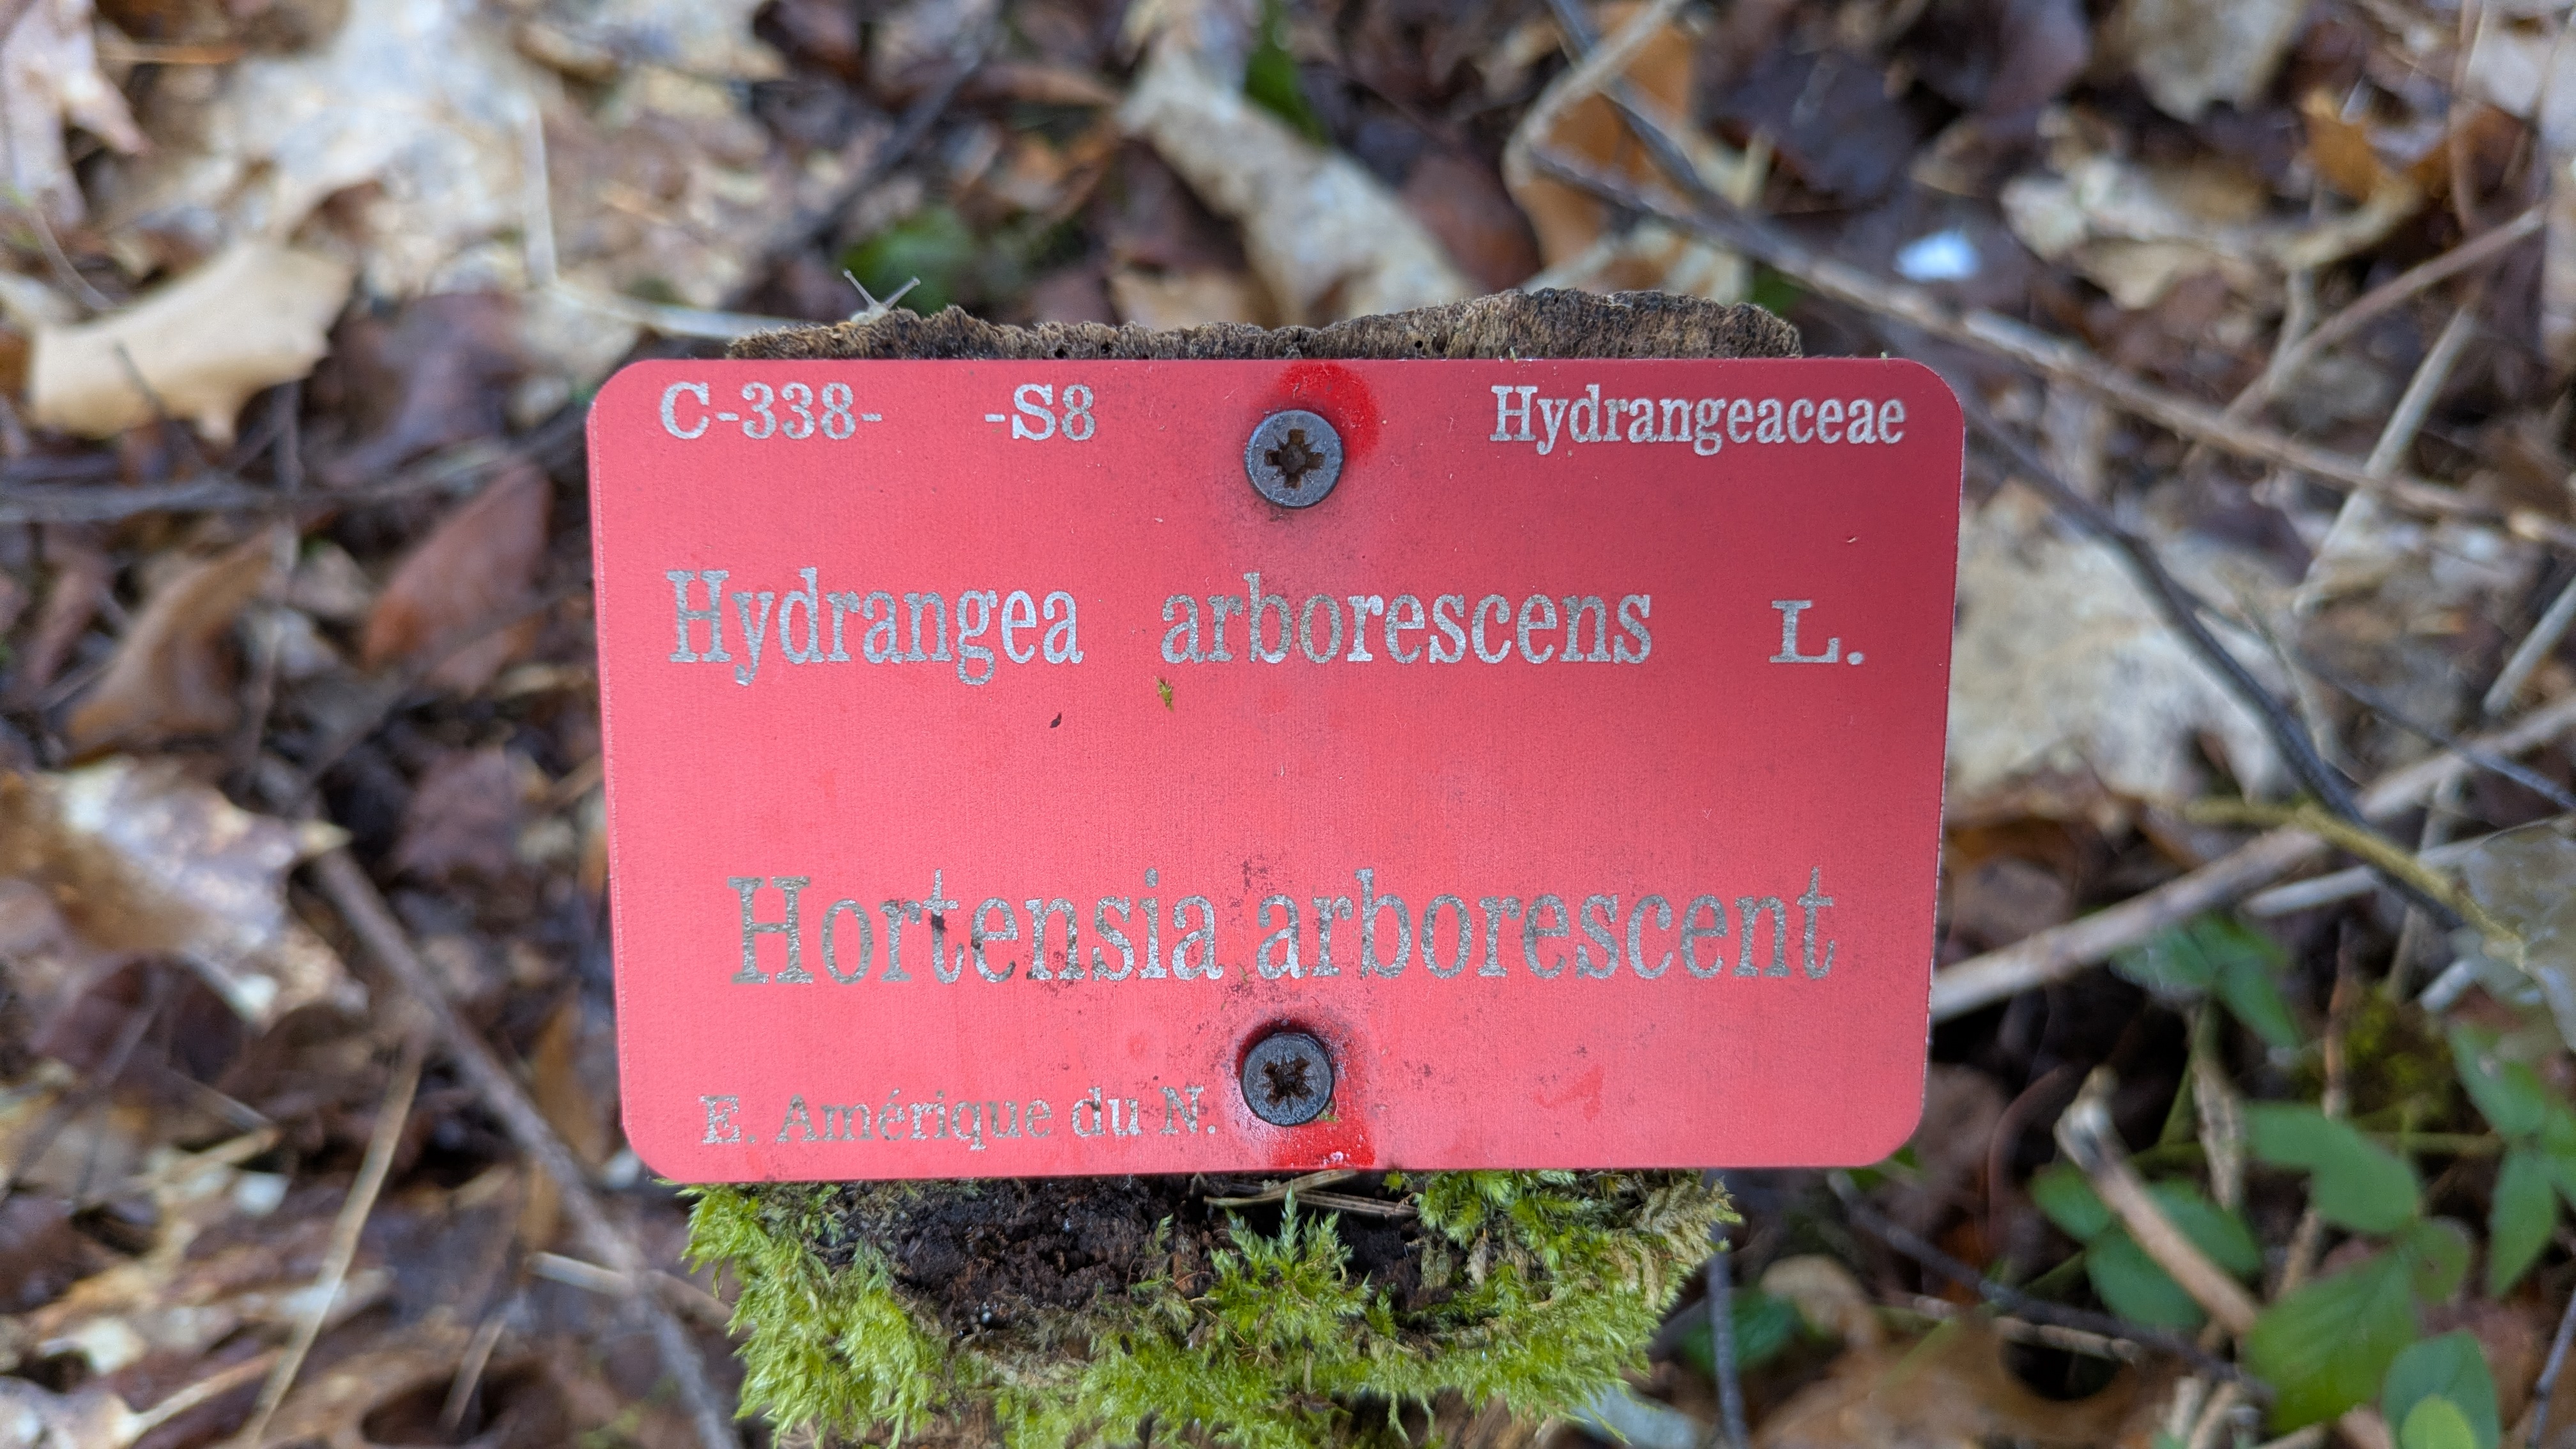 C-338- -S8 Hydrangeaceae
Hydrangea arborescens L.
Hortensia arborescent
E. Amérique du N.